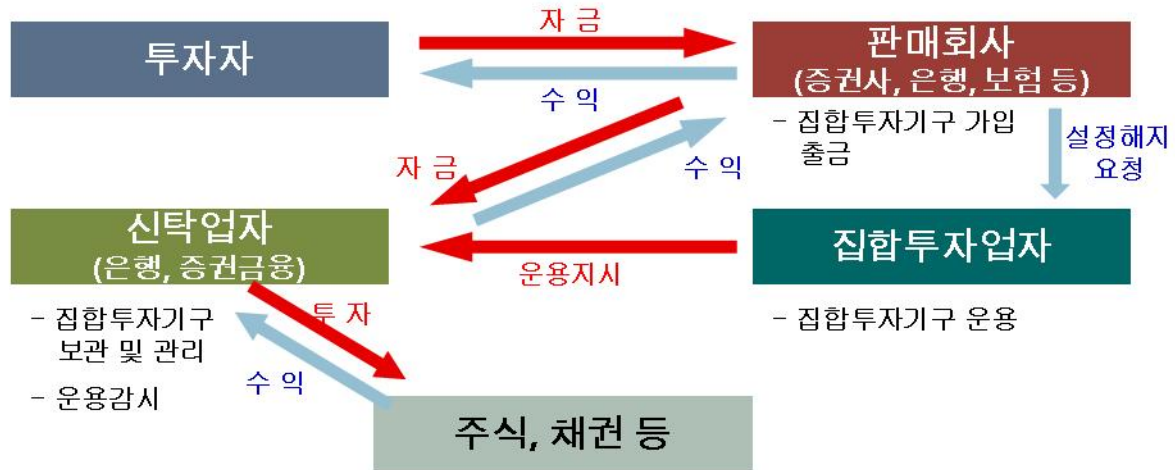 자 금
투자자
판매회사
(증권사, 은행, 보험 등)
수 익
- 집합투자기구 가입
출금
설정해지
요청
자 금
수 익
신탁업자
(은행, 증권금융)
집합투자업자
운용지시
- 집합투자기구
보관 및 관리
- 운용감시
투 자
수 익
- 집합투자기구 운용
주식, 채권 등